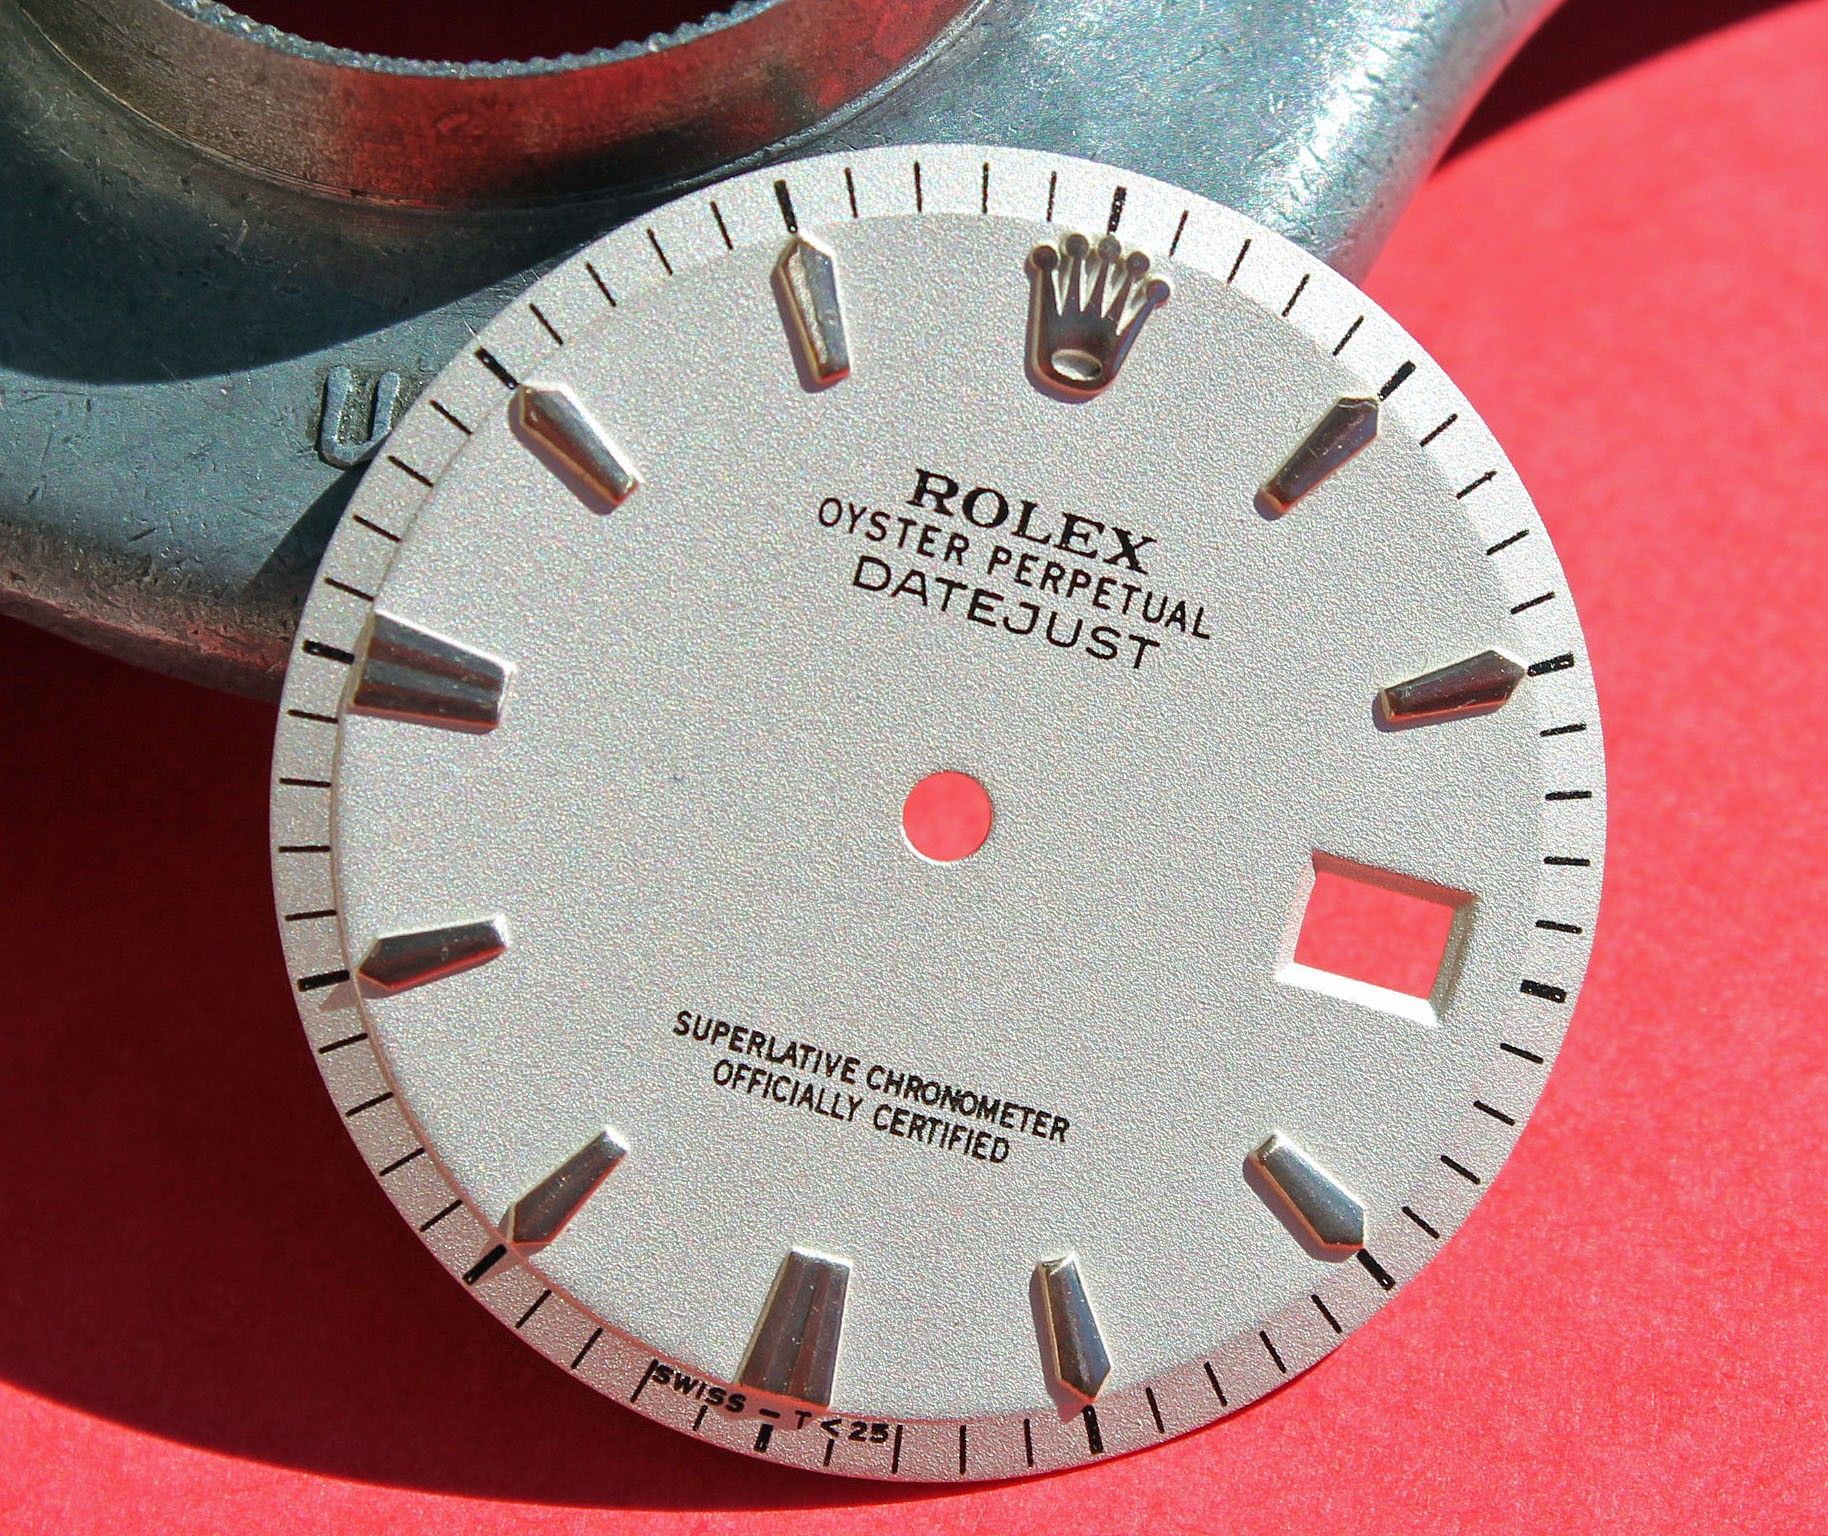 ROLEX
OYSTER PERPETUAL
DATEJUST
SUPERLATIVE CHRONOMETER
OFFICIALLY CERTIFIED
SWISS – T < 25